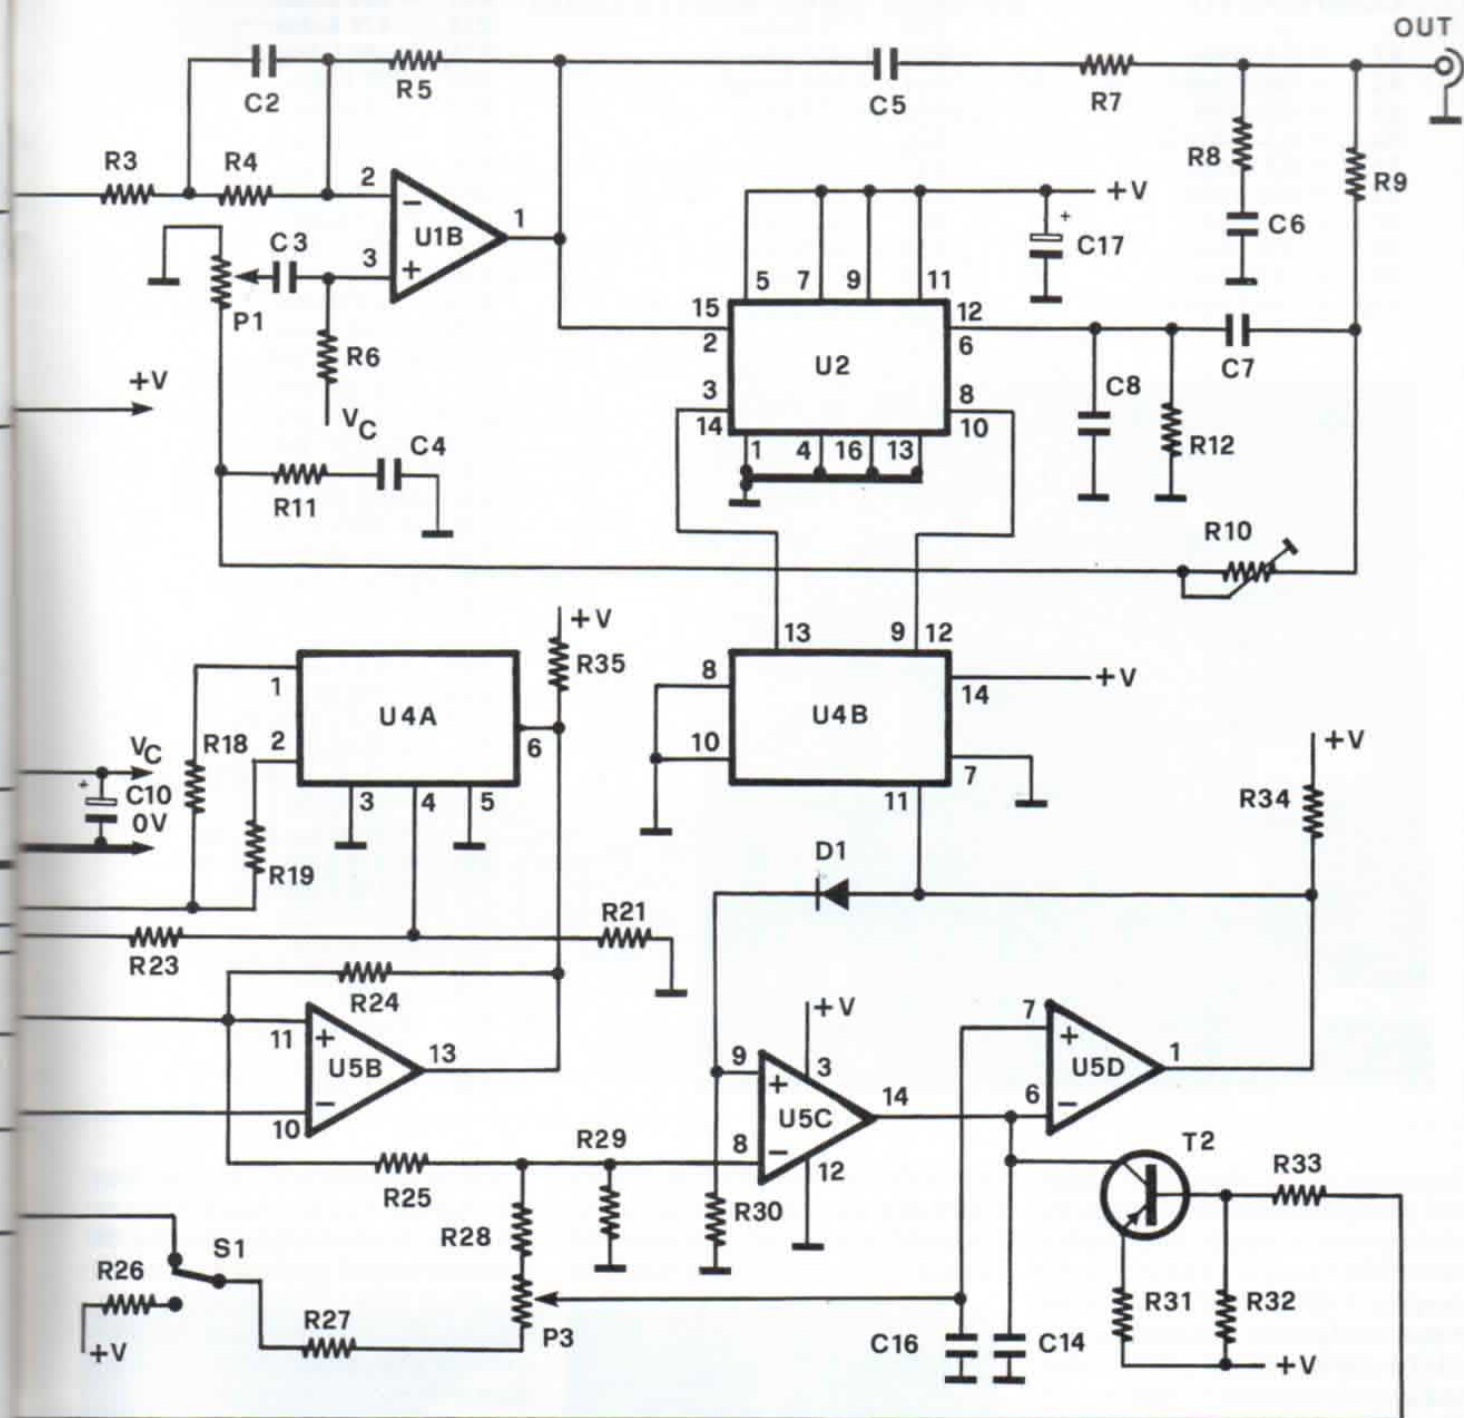 OUT
C2
R5
C5
R7
R8
R9
C6
R3
R4
2
−
U1B
1
3
+
C3
P1
R6
VC
+V
+V
+
C17
5 7 9 11
15
2
12
6
U2
3
14
8
10
1 4 16 13
C7
C8
R12
R11
C4
R10
+V
R35
1
U4A
2
6
3 4 5
R18
R19
VC
+
C10
0V
13 9 12
8
U4B
14
+V
10
7
11
+V
R34
D1
R21
R23
R24
11
+
U5B
13
−
10
+V
9
+
3
U5C
14
8
−
12
7
+
U5D
1
6
−
T2
R33
R29
R25
R28
R30
S1
R26
+V
R27
P3
C16
C14
R31
R32
+V